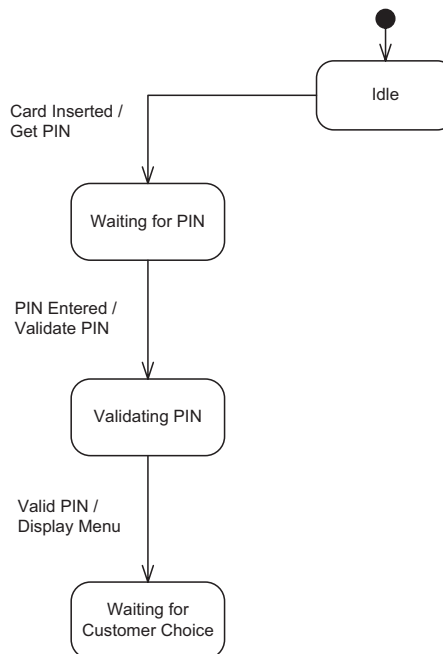 Idle
Card Inserted /
Get PIN
Waiting for PIN
PIN Entered /
Validate PIN
Validating PIN
Valid PIN /
Display Menu
Waiting for
Customer Choice